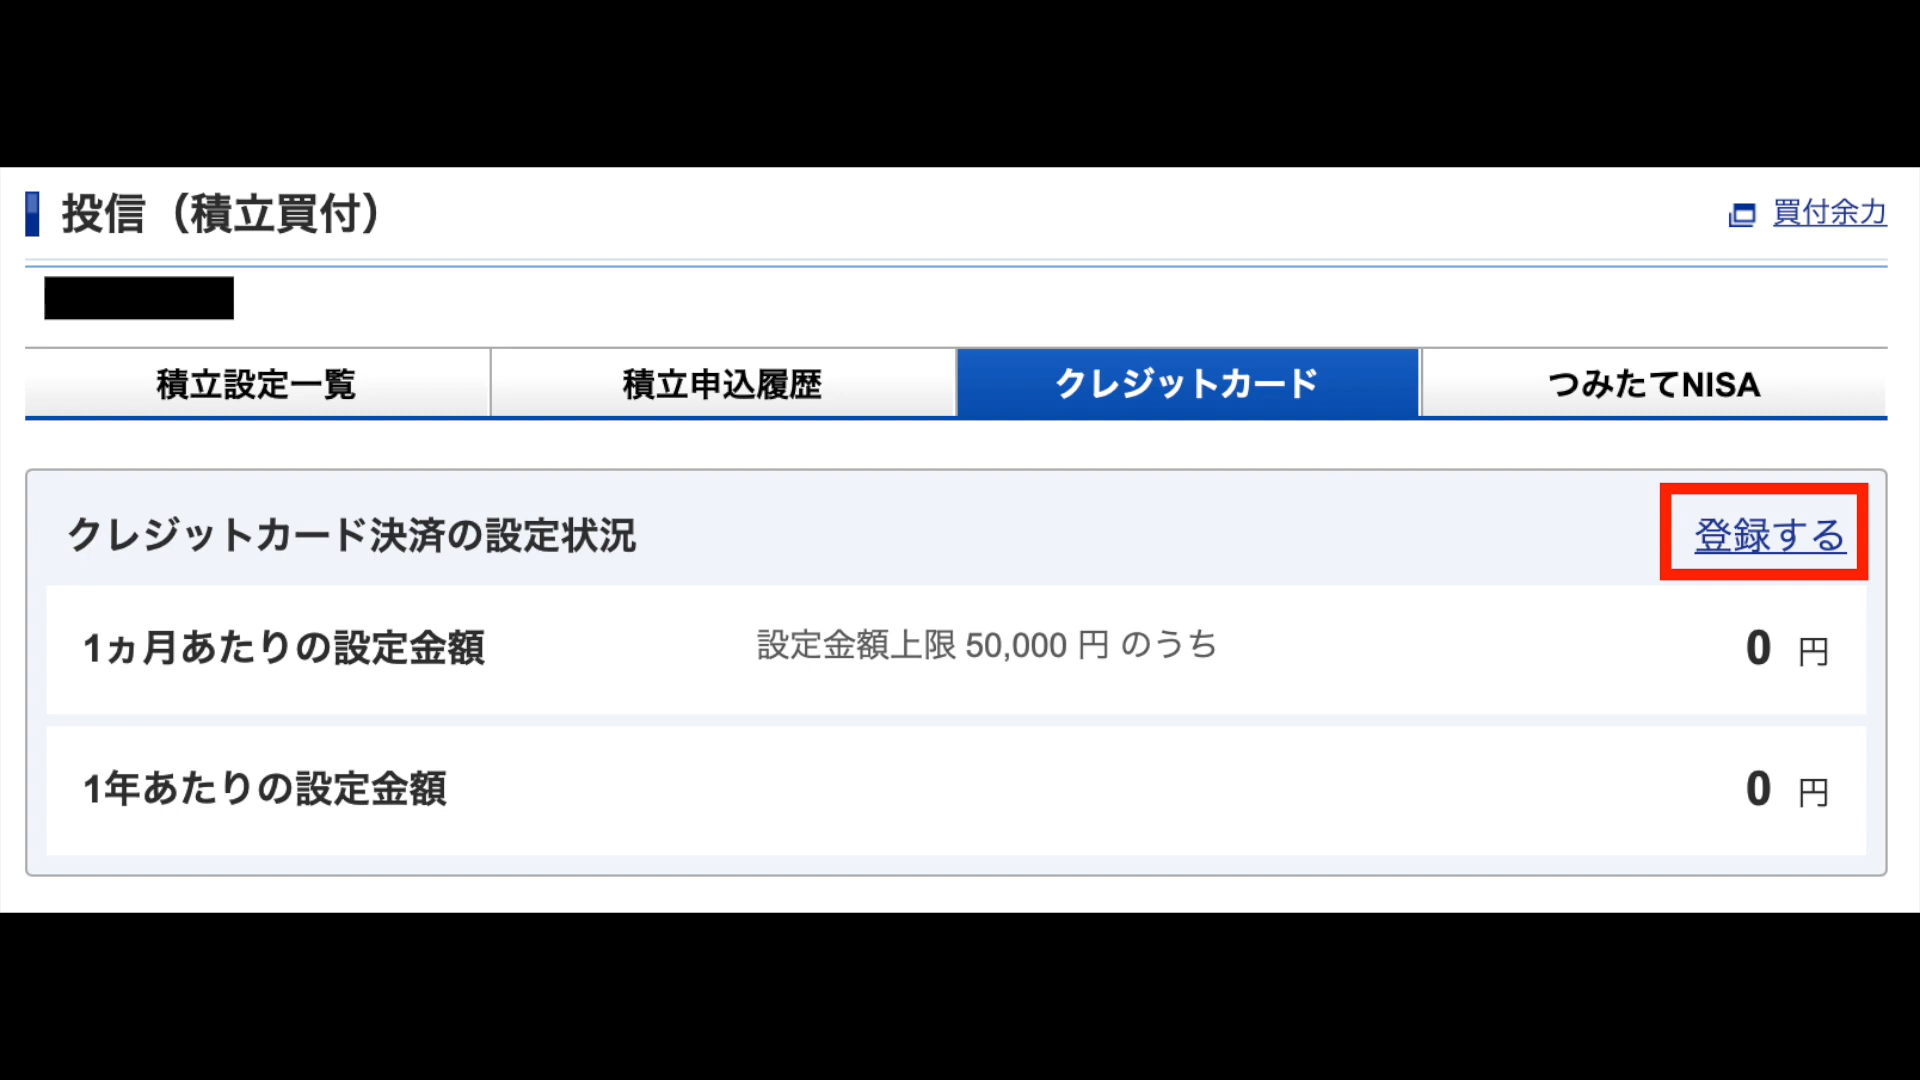 投信（積立買付）
買付余力
積立設定一覧
積立申込履歴
クレジットカード
つみたてNISA
クレジットカード決済の設定状況
登録する
1ヵ月あたりの設定金額
設定金額上限 50,000 円 のうち
0 円
1年あたりの設定金額
0 円